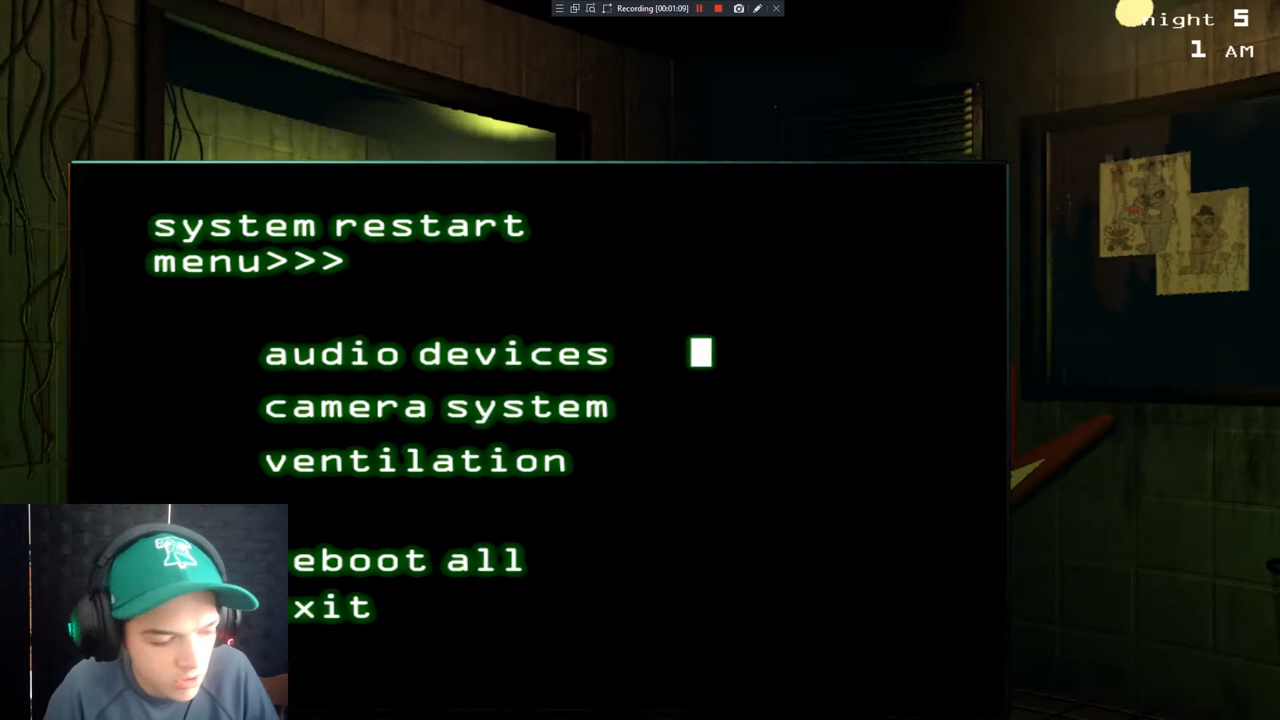 Recording [00:01:09]
night 5
1 AM
system restart
menu>>>
audio devices
camera system
ventilation
eboot all
xit